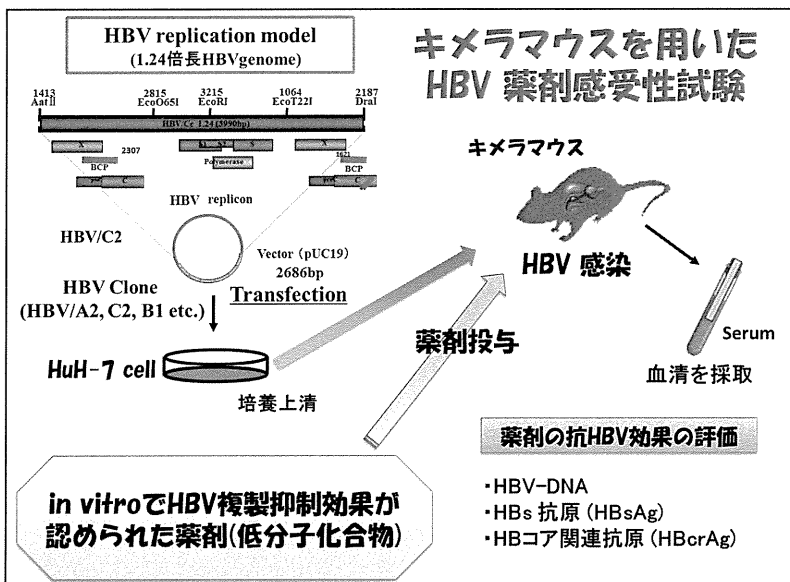 HBV replication model
(1.24倍長HBVgenome)
キメラマウスを用いた
HBV 薬剤感受性試験
1413 2815 3215 1064 2187
AatII EcoO65I EcoRI EcoT22I DraI
HBV/Ce 1.24 (3990bp)
X S1 S2 S X
2307 Polymerase 1621
BCP BCP
C C
HBV replicon
HBV/C2
Vector (pUC19)
2686bp
HBV Clone
(HBV/A2, C2, B1 etc.)
Transfection
HuH-7 cell
培養上清
キメラマウス
HBV 感染
薬剤投与
Serum
血清を採取
in vitroでHBV複製抑制効果が
認められた薬剤(低分子化合物)
薬剤の抗HBV効果の評価
・HBV-DNA
・HBs 抗原 (HBsAg)
・HBコア関連抗原 (HBcrAg)